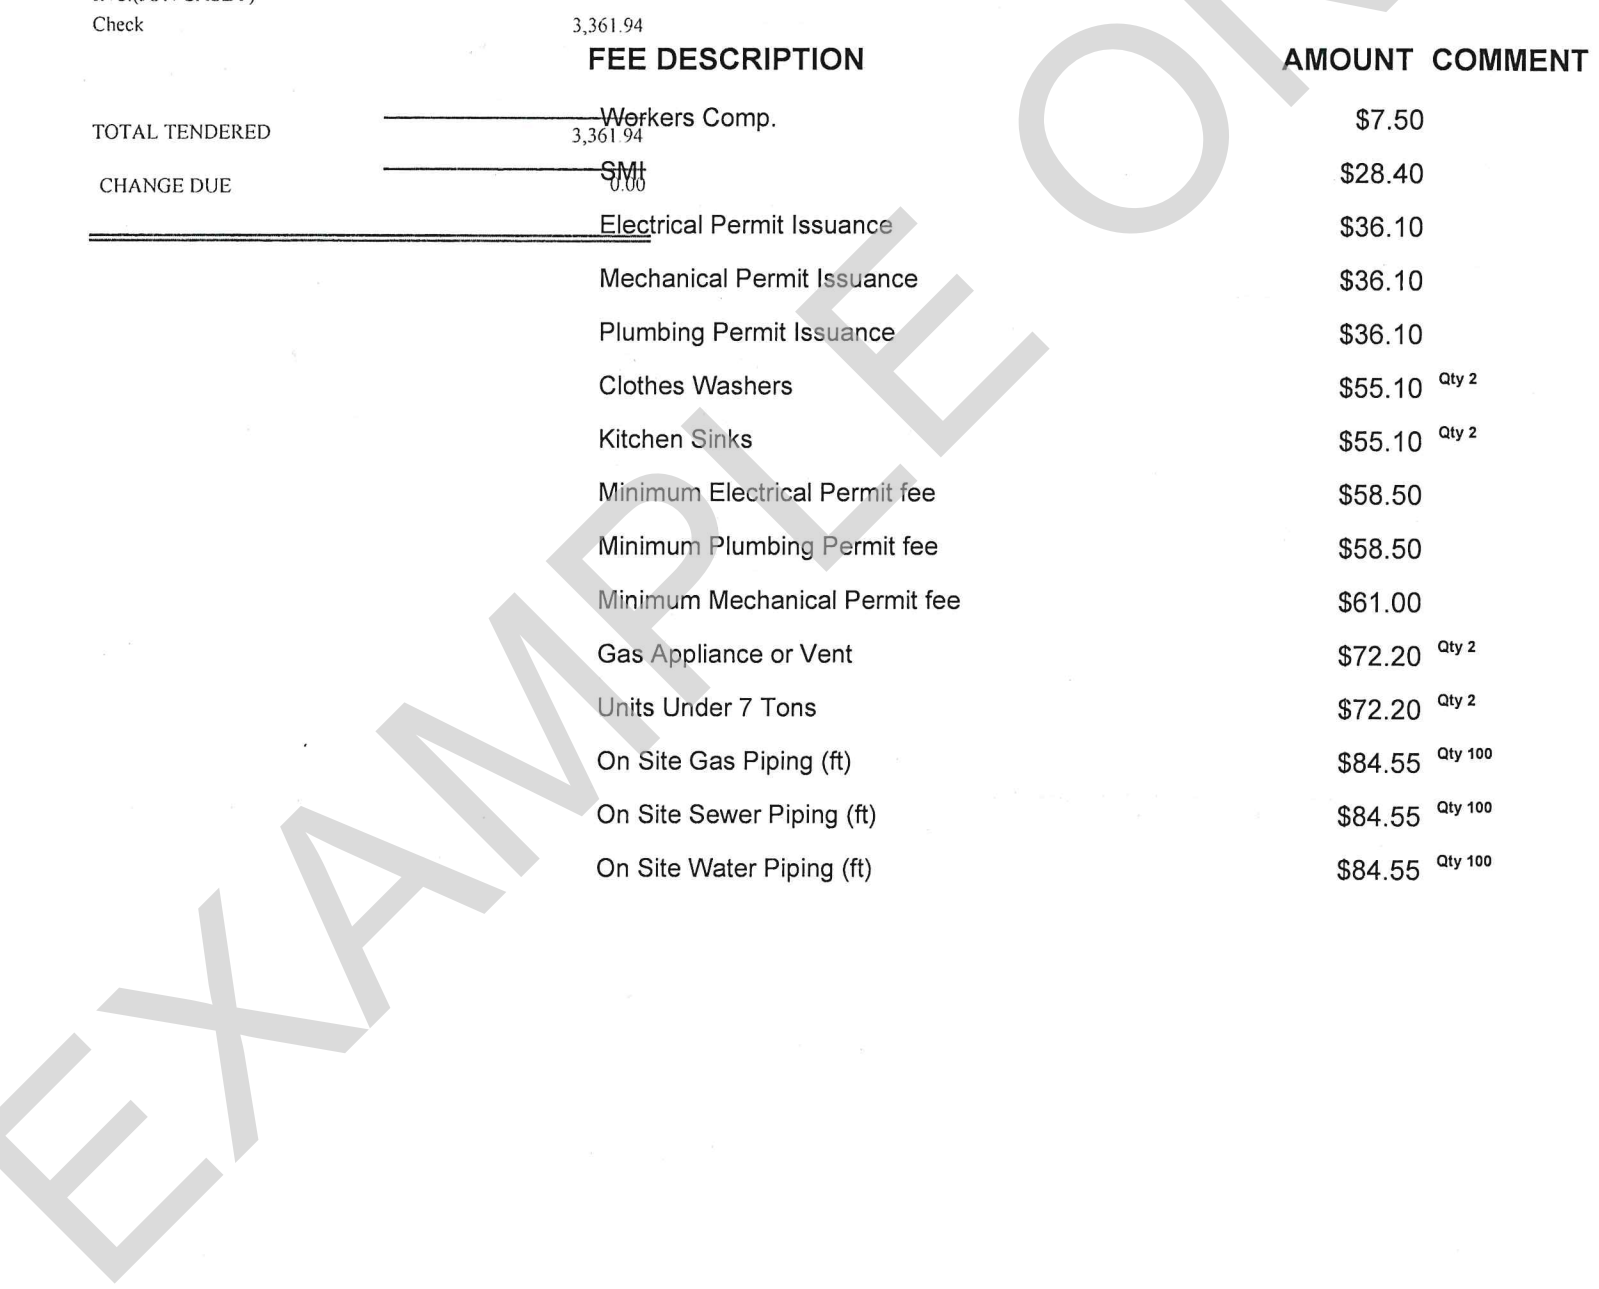 Check 3,361.94
FEE DESCRIPTION AMOUNT COMMENT
Workers Comp. $7.50
TOTAL TENDERED 3,361.94
SMI $28.40
CHANGE DUE 0.00
Electrical Permit Issuance $36.10
Mechanical Permit Issuance $36.10
Plumbing Permit Issuance $36.10
Clothes Washers $55.10 Qty 2
Kitchen Sinks $55.10 Qty 2
Minimum Electrical Permit fee $58.50
Minimum Plumbing Permit fee $58.50
Minimum Mechanical Permit fee $61.00
Gas Appliance or Vent $72.20 Qty 2
Units Under 7 Tons $72.20 Qty 2
On Site Gas Piping (ft) $84.55 Qty 100
On Site Sewer Piping (ft) $84.55 Qty 100
On Site Water Piping (ft) $84.55 Qty 100
EXAMPLE